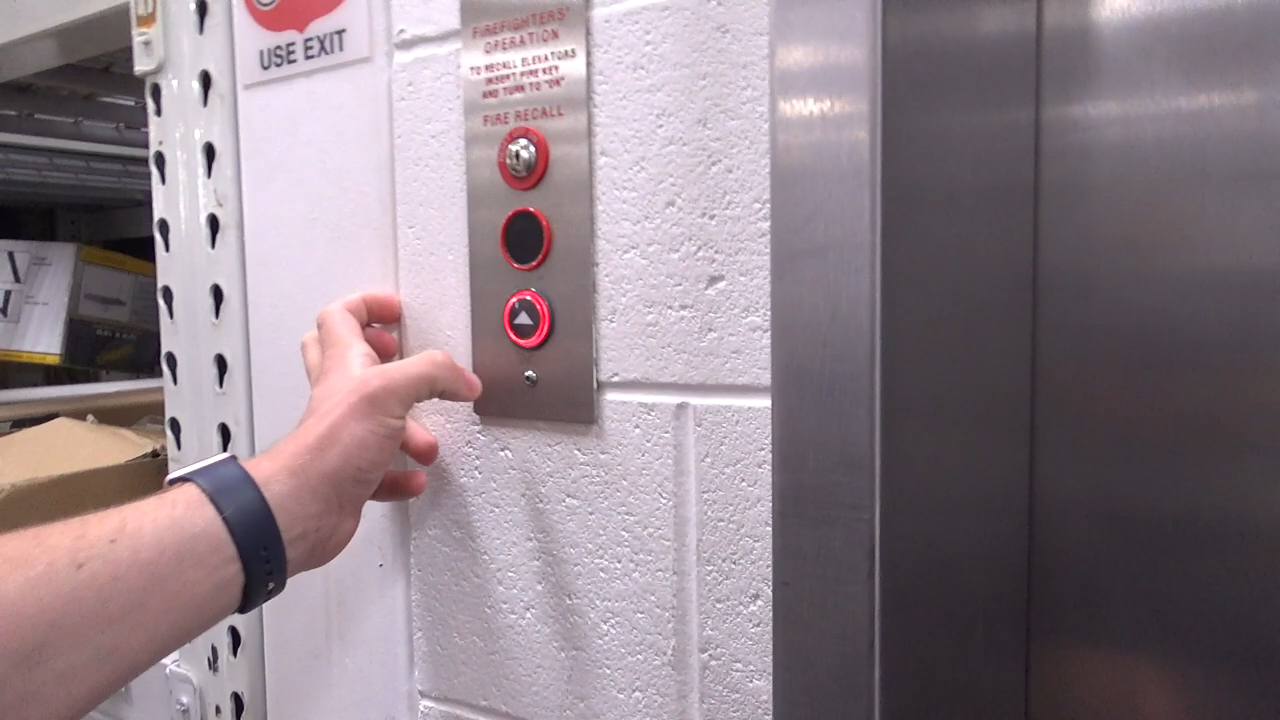 USE EXIT
FIREFIGHTERS'
OPERATION
TO RECALL ELEVATORS
INSERT FIRE KEY
AND TURN TO "ON"
FIRE RECALL